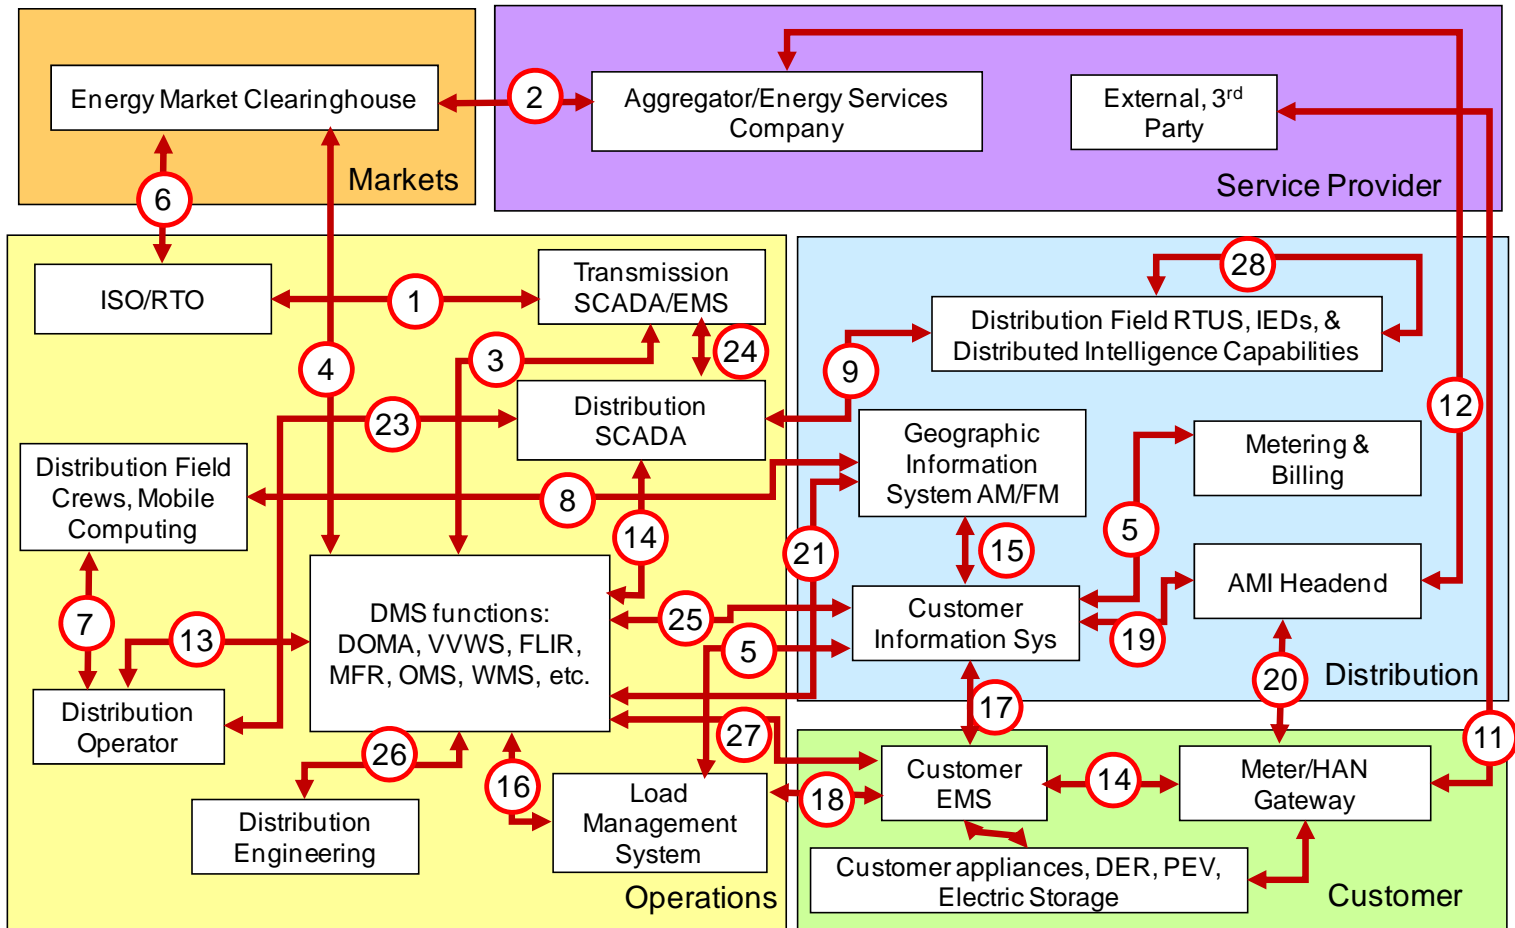 Energy Market Clearinghouse
2
Aggregator/Energy Services
Company
External, 3rd
Party
6
Markets
Service Provider
ISO/RTO
1
Transmission
SCADA/EMS
28
Distribution Field RTUS, IEDs, &
Distributed Intelligence Capabilities
4
3
24
9
12
23
Distribution
SCADA
Geographic
Information
System AM/FM
Metering &
Billing
Distribution Field
Crews, Mobile
Computing
8
14
21
15
5
AMI Headend
7
13
DMS functions:
DOMA, VVWS, FLIR,
MFR, OMS, WMS, etc.
25
5
Customer
Information Sys
19
20
Distribution
Distribution
Operator
26
27
17
11
16
Load
Management
System
18
Customer
EMS
14
Meter/HAN
Gateway
Distribution
Engineering
Customer appliances, DER, PEV,
Electric Storage
Operations
Customer